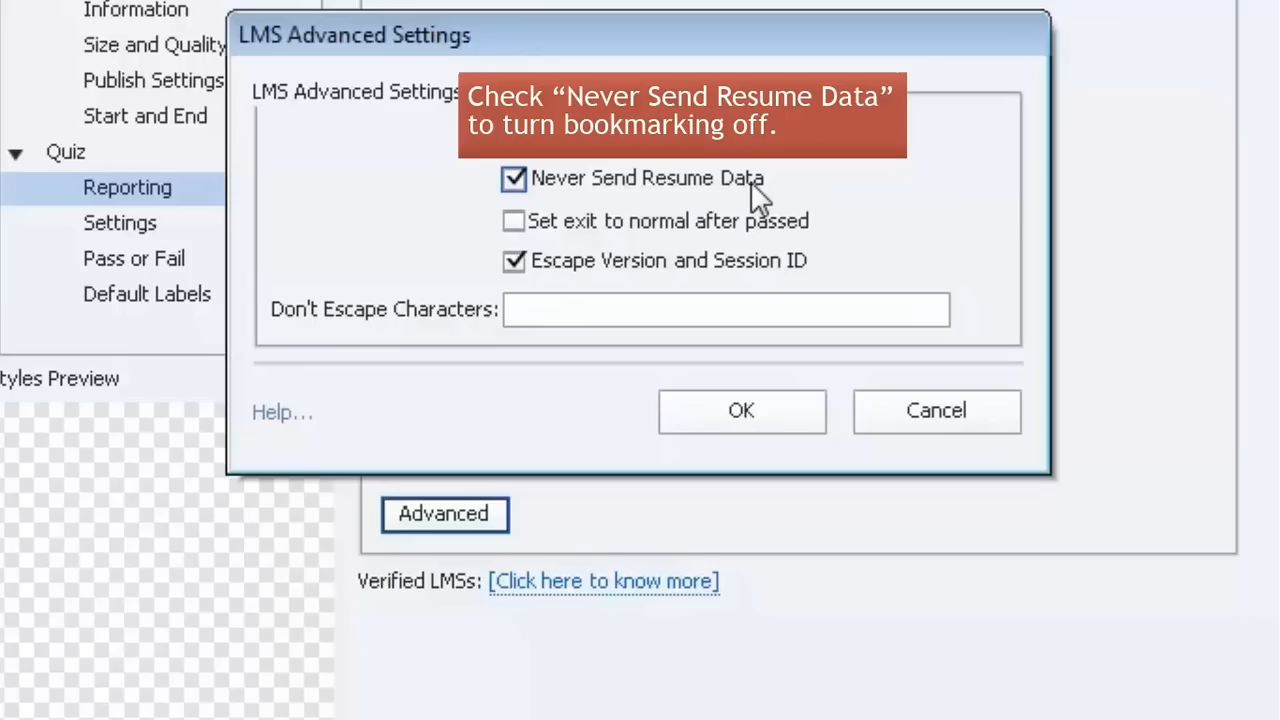 Information
Size and Quality
Publish Settings
Start and End
Quiz
Reporting
Settings
Pass or Fail
Default Labels
tyles Preview
LMS Advanced Settings
LMS Advanced Settings
Check “Never Send Resume Data”
to turn bookmarking off.
Never Send Resume Data
Set exit to normal after passed
Escape Version and Session ID
Don't Escape Characters:
Help...
OK
Cancel
Advanced
Verified LMSs: [Click here to know more]